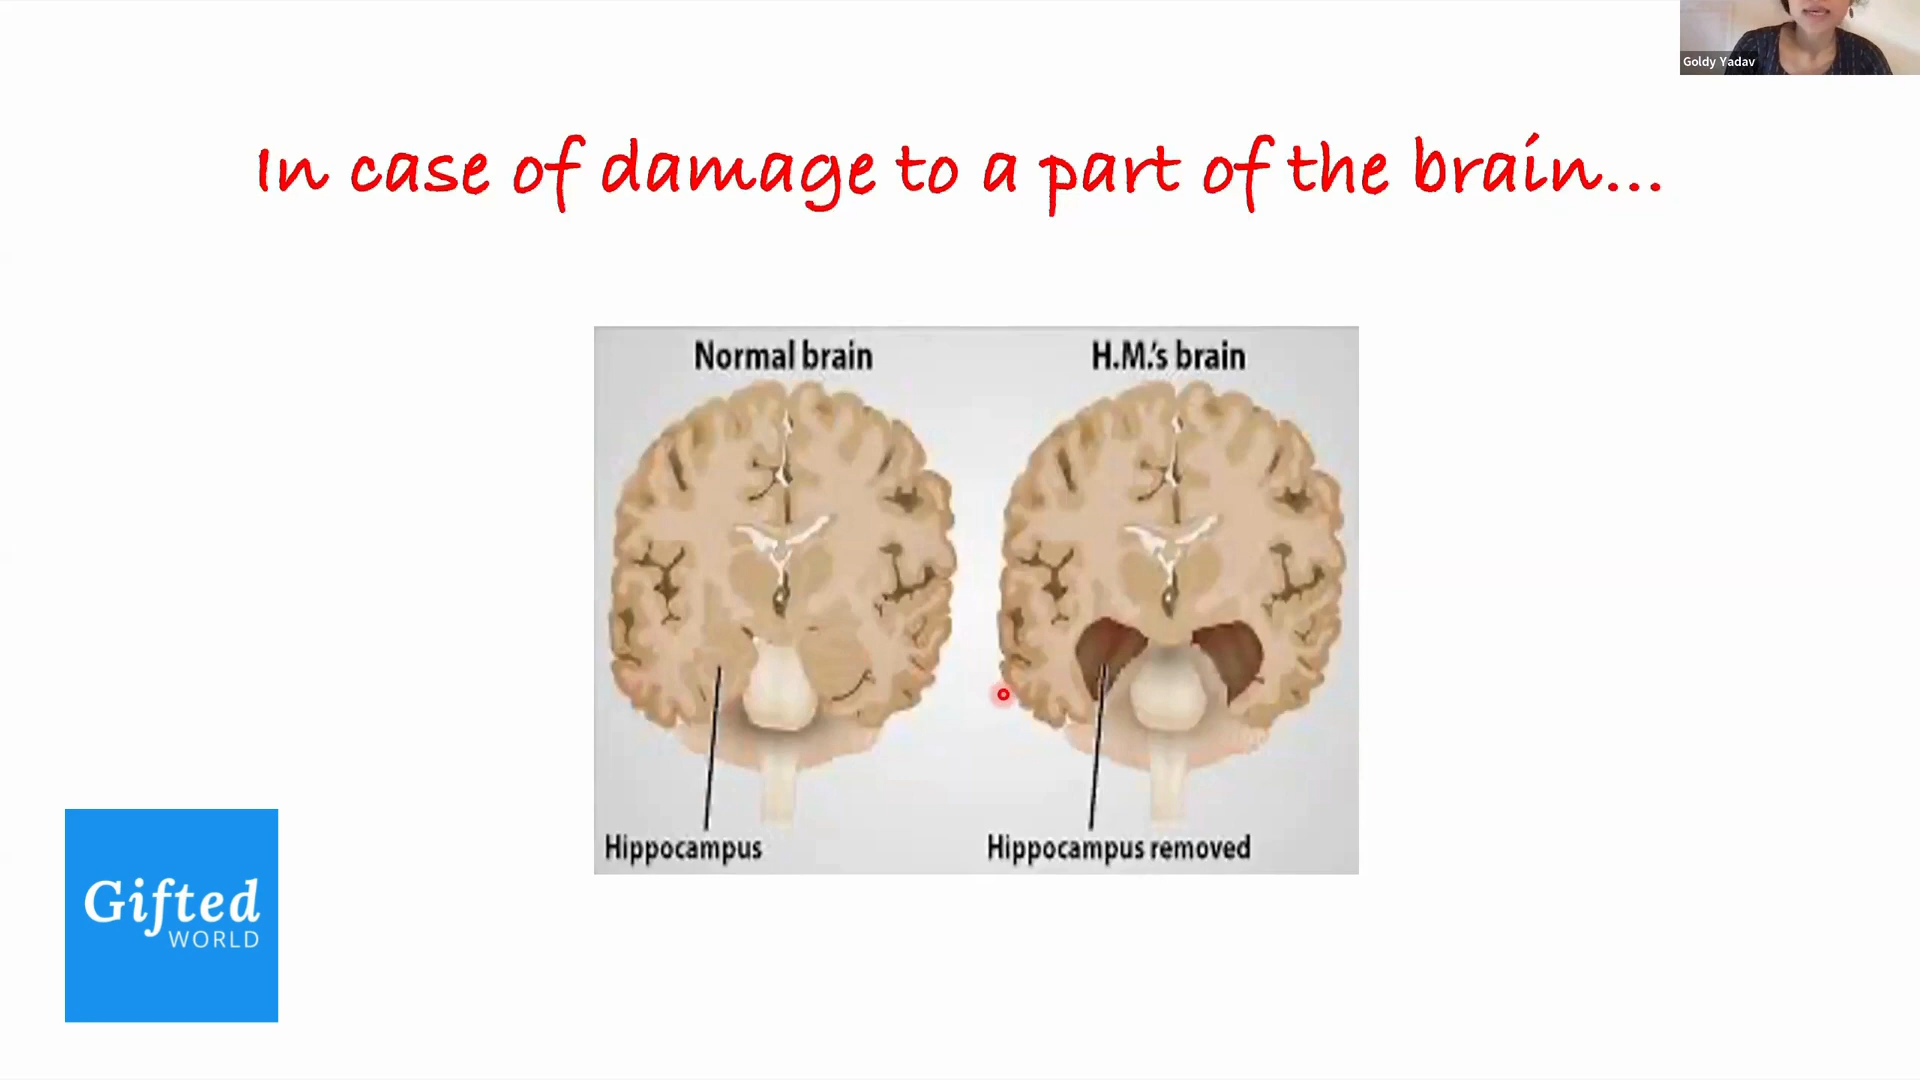 Goldy Yadav
In case of damage to a part of the brain...
Normal brain
H.M.'s brain
Hippocampus
Hippocampus removed
Gifted
WORLD